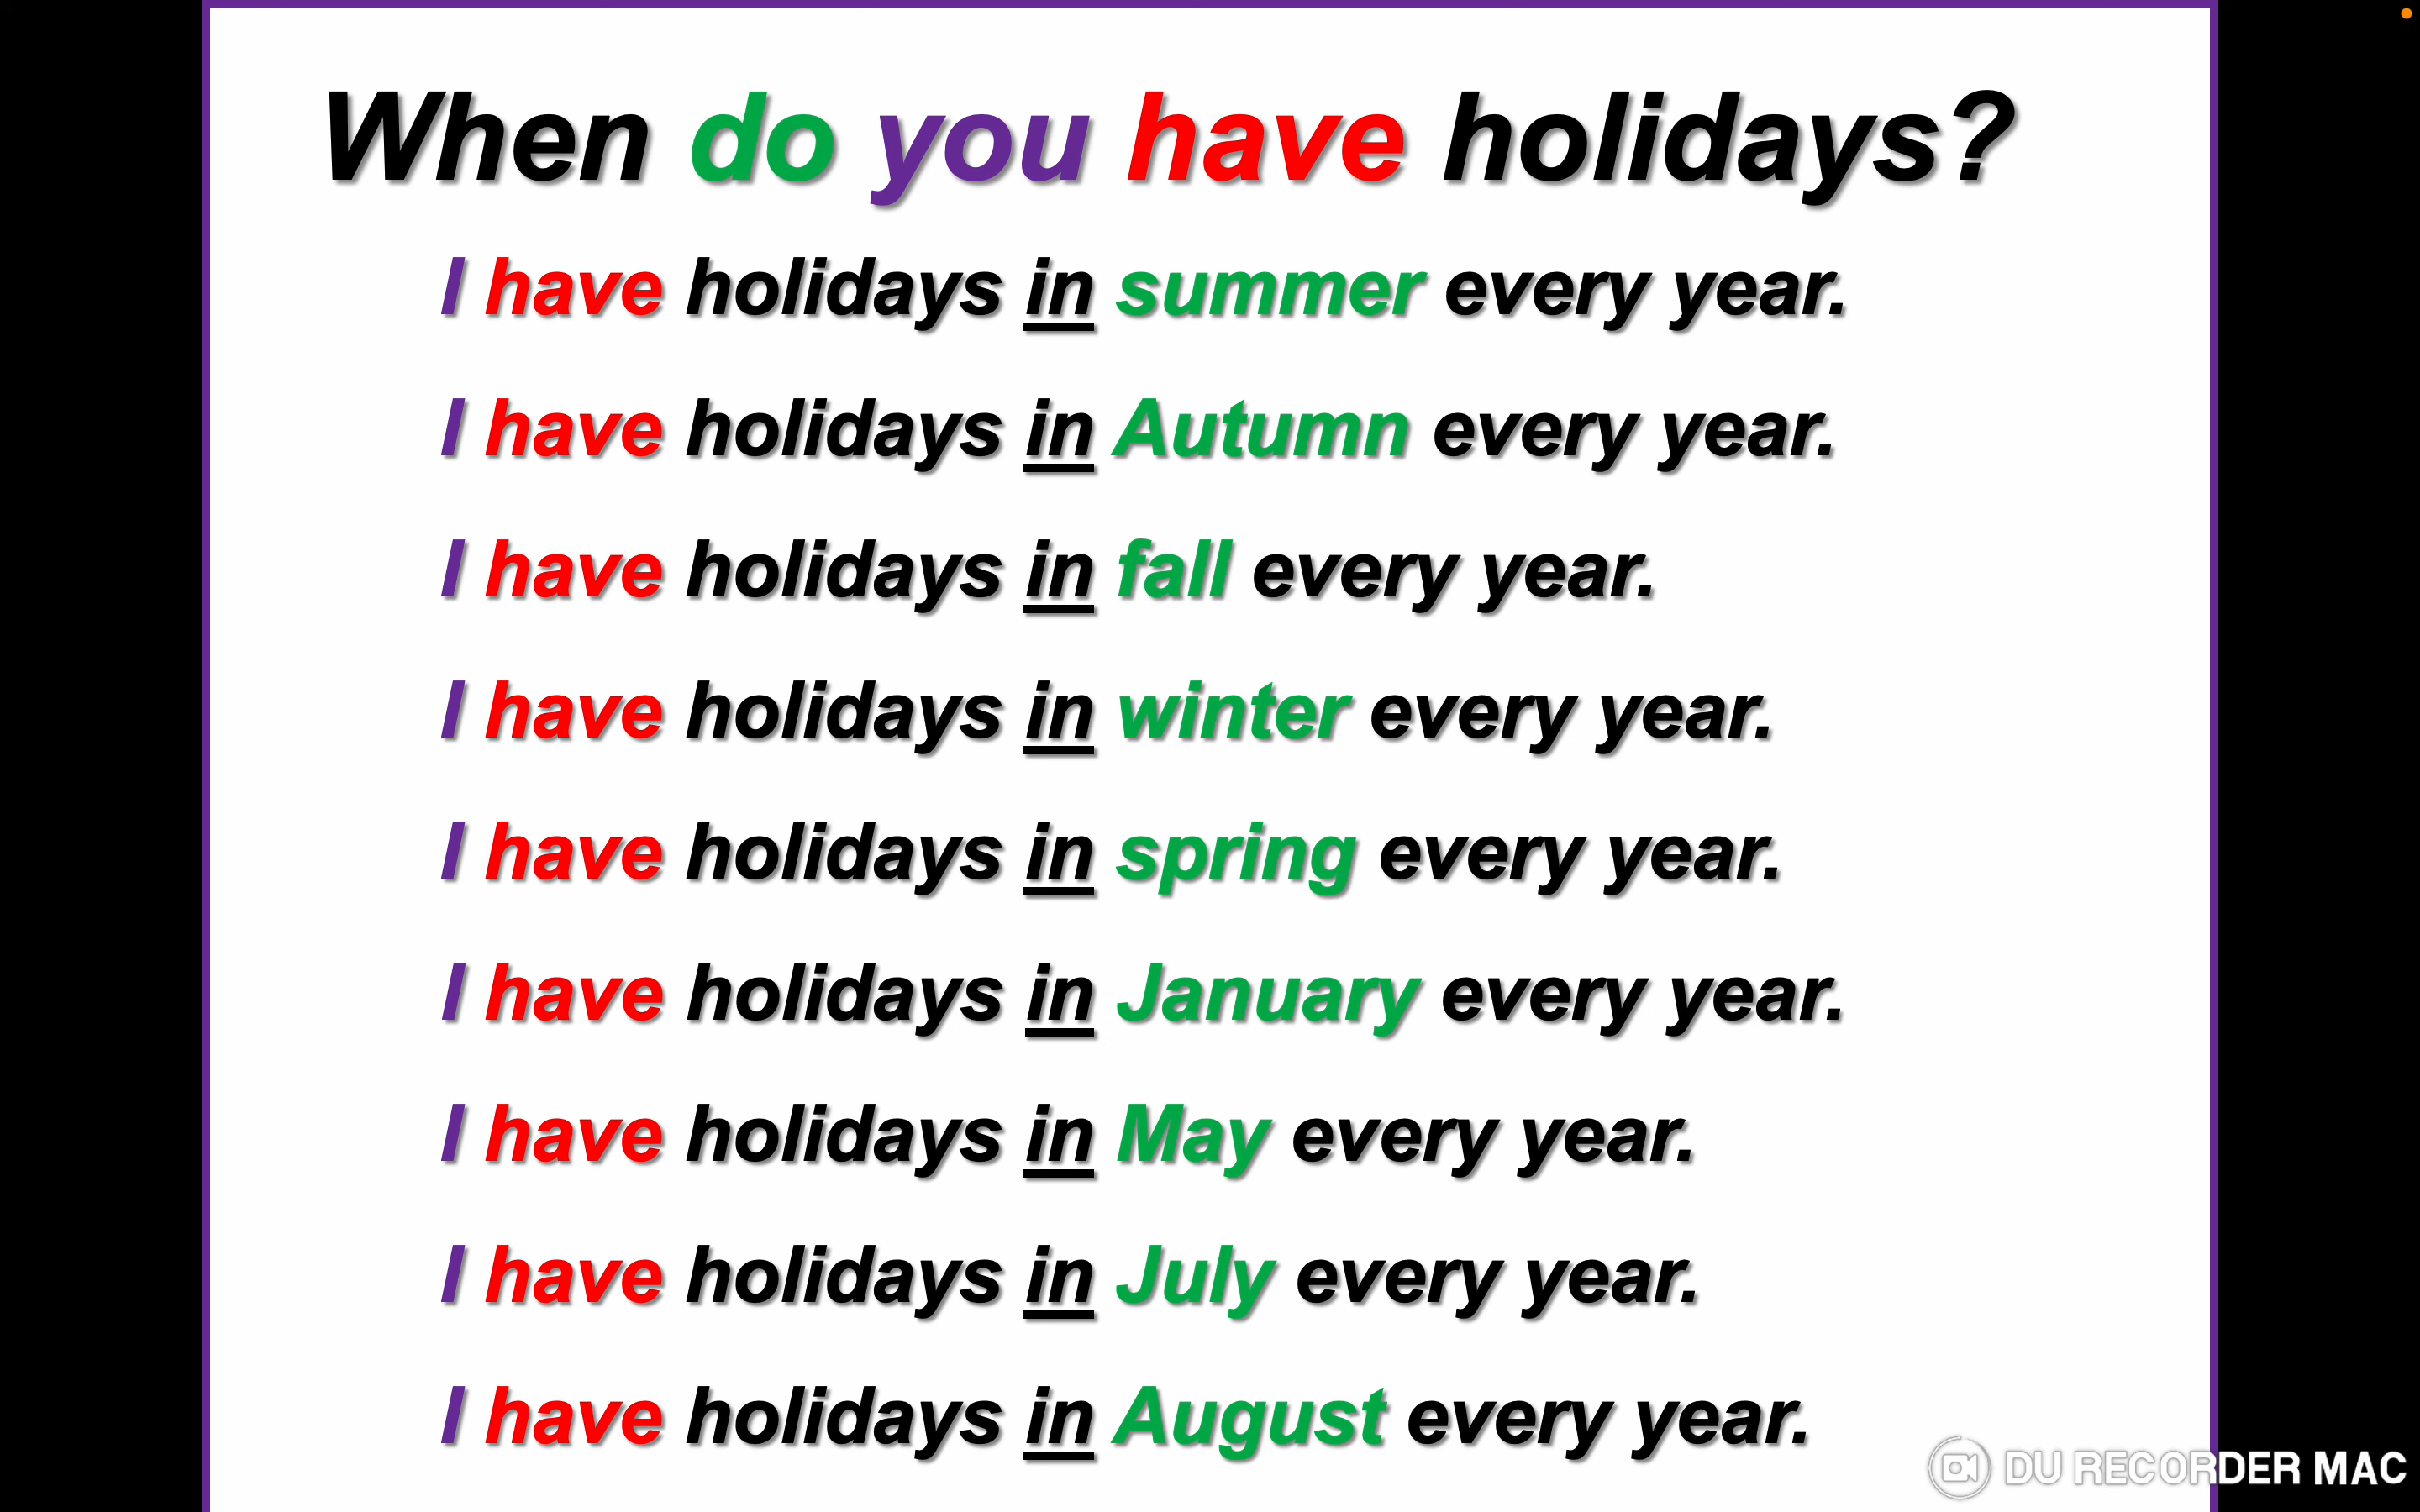 When do you have holidays?
I have holidays in summer every year.
I have holidays in Autumn every year.
I have holidays in fall every year.
I have holidays in winter every year.
I have holidays in spring every year.
I have holidays in January every year.
I have holidays in May every year.
I have holidays in July every year.
I have holidays in August every year.
DU RECORDER MAC